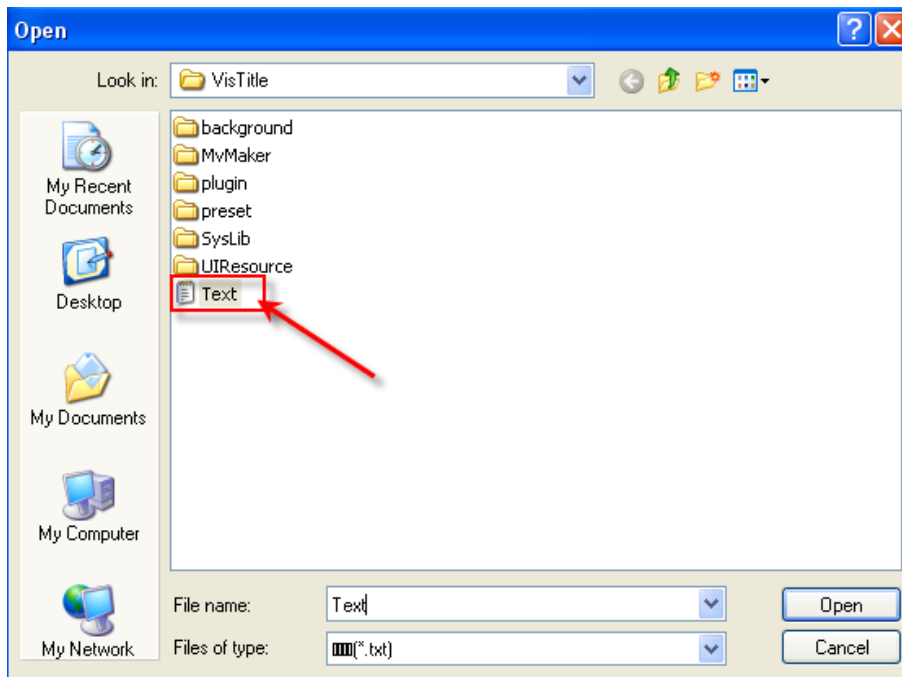 Open
Look in: VisTitle
My Recent
Documents
Desktop
My Documents
My Computer
My Network
background
MvMaker
plugin
preset
SysLib
UIResource
Text
File name: Text
Open
Files of type: (*.txt)
Cancel